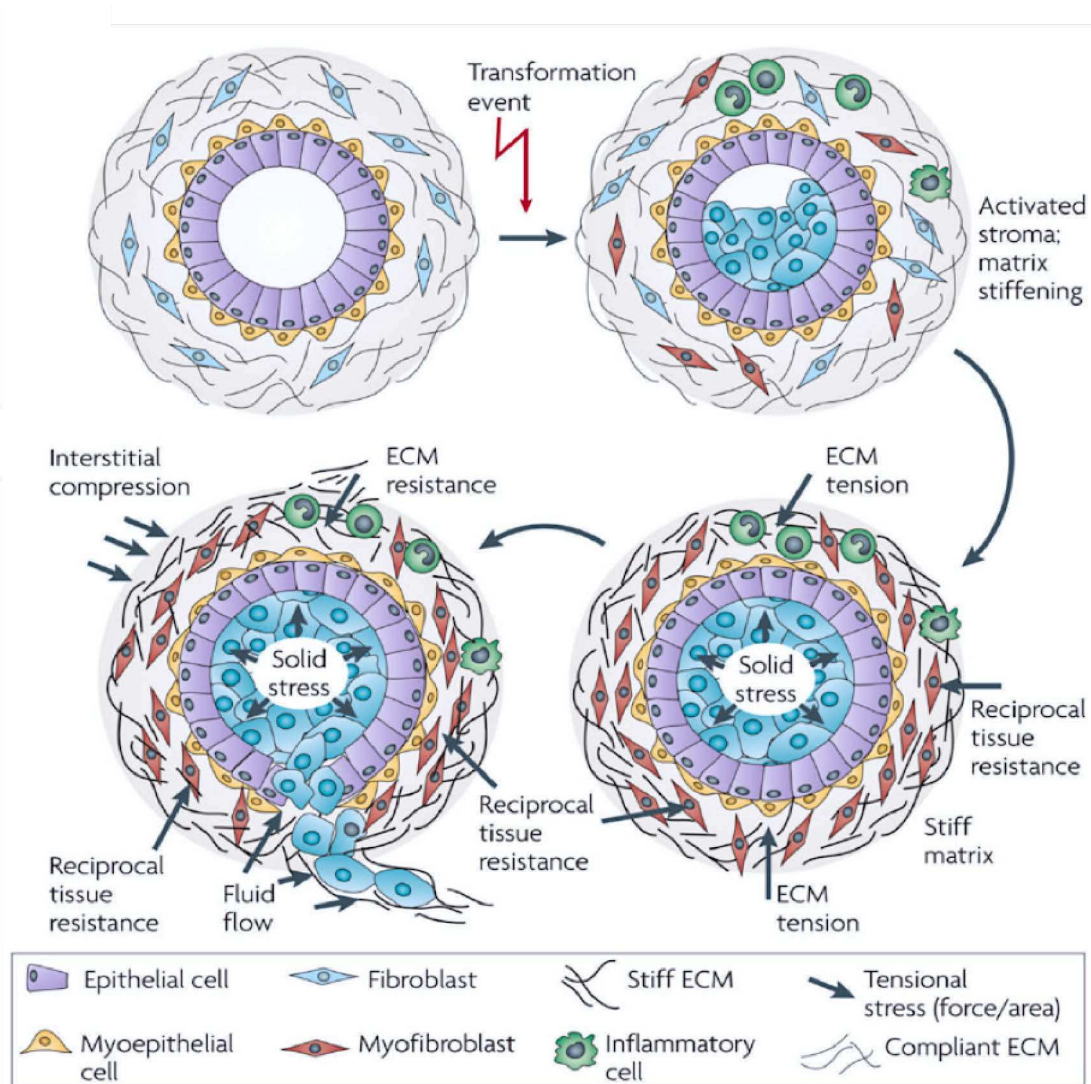 Transformation
event
Activated
stroma;
matrix
stiffening
Interstitial
compression
ECM
resistance
ECM
tension
Solid
stress
Solid
stress
Reciprocal
tissue
resistance
Reciprocal
tissue
resistance
Stiff
matrix
Reciprocal
tissue
resistance
Fluid
flow
ECM
tension
Epithelial cell
Fibroblast
Stiff ECM
Tensional
stress (force/area)
Myoepithelial
cell
Myofibroblast
Inflammatory
cell
Compliant ECM